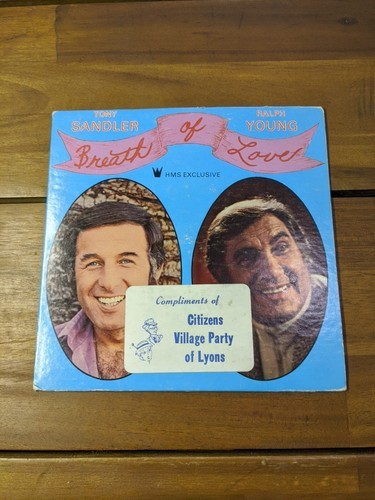 TONY
SANDLER
RALPH
YOUNG
Breath of Love
HMS EXCLUSIVE
Compliments of
Citizens
Village Party
of Lyons